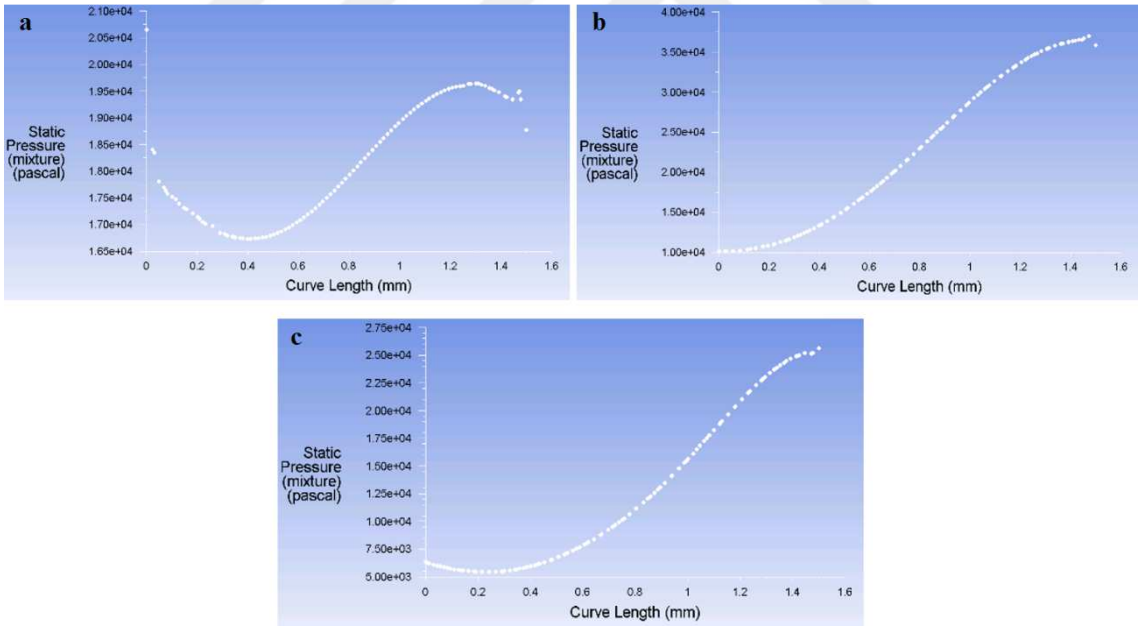 a
2.10e+04
2.05e+04
2.00e+04
1.95e+04
1.90e+04
1.85e+04
1.80e+04
1.75e+04
1.70e+04
1.65e+04
Static
Pressure
(mixture)
(pascal)
0 0.2 0.4 0.6 0.8 1 1.2 1.4 1.6
Curve Length (mm)
b
4.00e+04
3.50e+04
3.00e+04
2.50e+04
2.00e+04
1.50e+04
1.00e+04
Static
Pressure
(mixture)
(pascal)
0 0.2 0.4 0.6 0.8 1 1.2 1.4 1.6
Curve Length (mm)
c
2.75e+04
2.50e+04
2.25e+04
2.00e+04
1.75e+04
1.50e+04
1.25e+04
1.00e+04
7.50e+03
5.00e+03
Static
Pressure
(mixture)
(pascal)
0 0.2 0.4 0.6 0.8 1 1.2 1.4 1.6
Curve Length (mm)